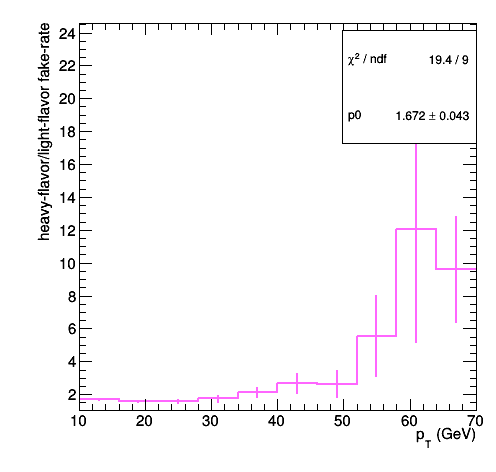 heavy-flavor/light-flavor fake-rate
24
22
20
18
16
14
12
10
8
6
4
2
χ² / ndf 19.4 / 9
p0 1.672 ± 0.043
10 20 30 40 50 60 70
p_T (GeV)